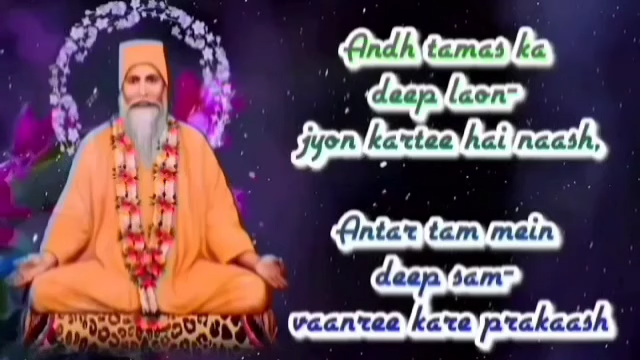 Andh tamas ka
deep laon-
jyon kartee hai naash,
Antar tam mein
deep sam-
vaanree kare prakaash